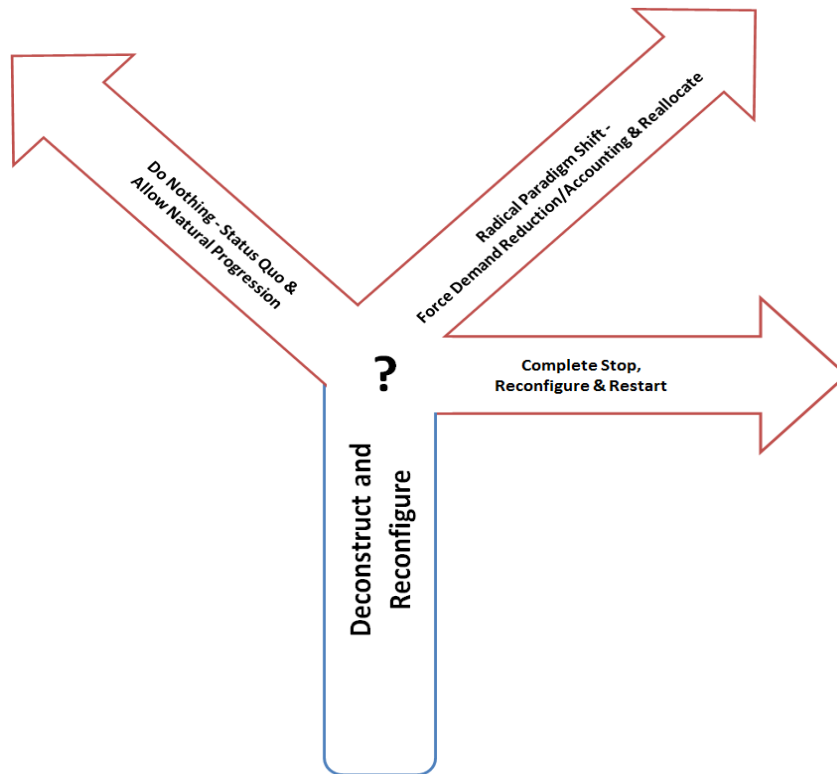 Do Nothing - Status Quo &
Allow Natural Progression
Radical Paradigm Shift -
Force Demand Reduction/Accounting & Reallocate
?
Complete Stop,
Reconfigure & Restart
Deconstruct and
Reconfigure